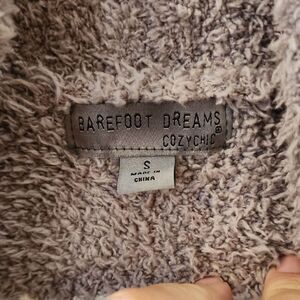 BAREFOOT DREAMS
COZYCHIC®
S
MADE IN
CHINA